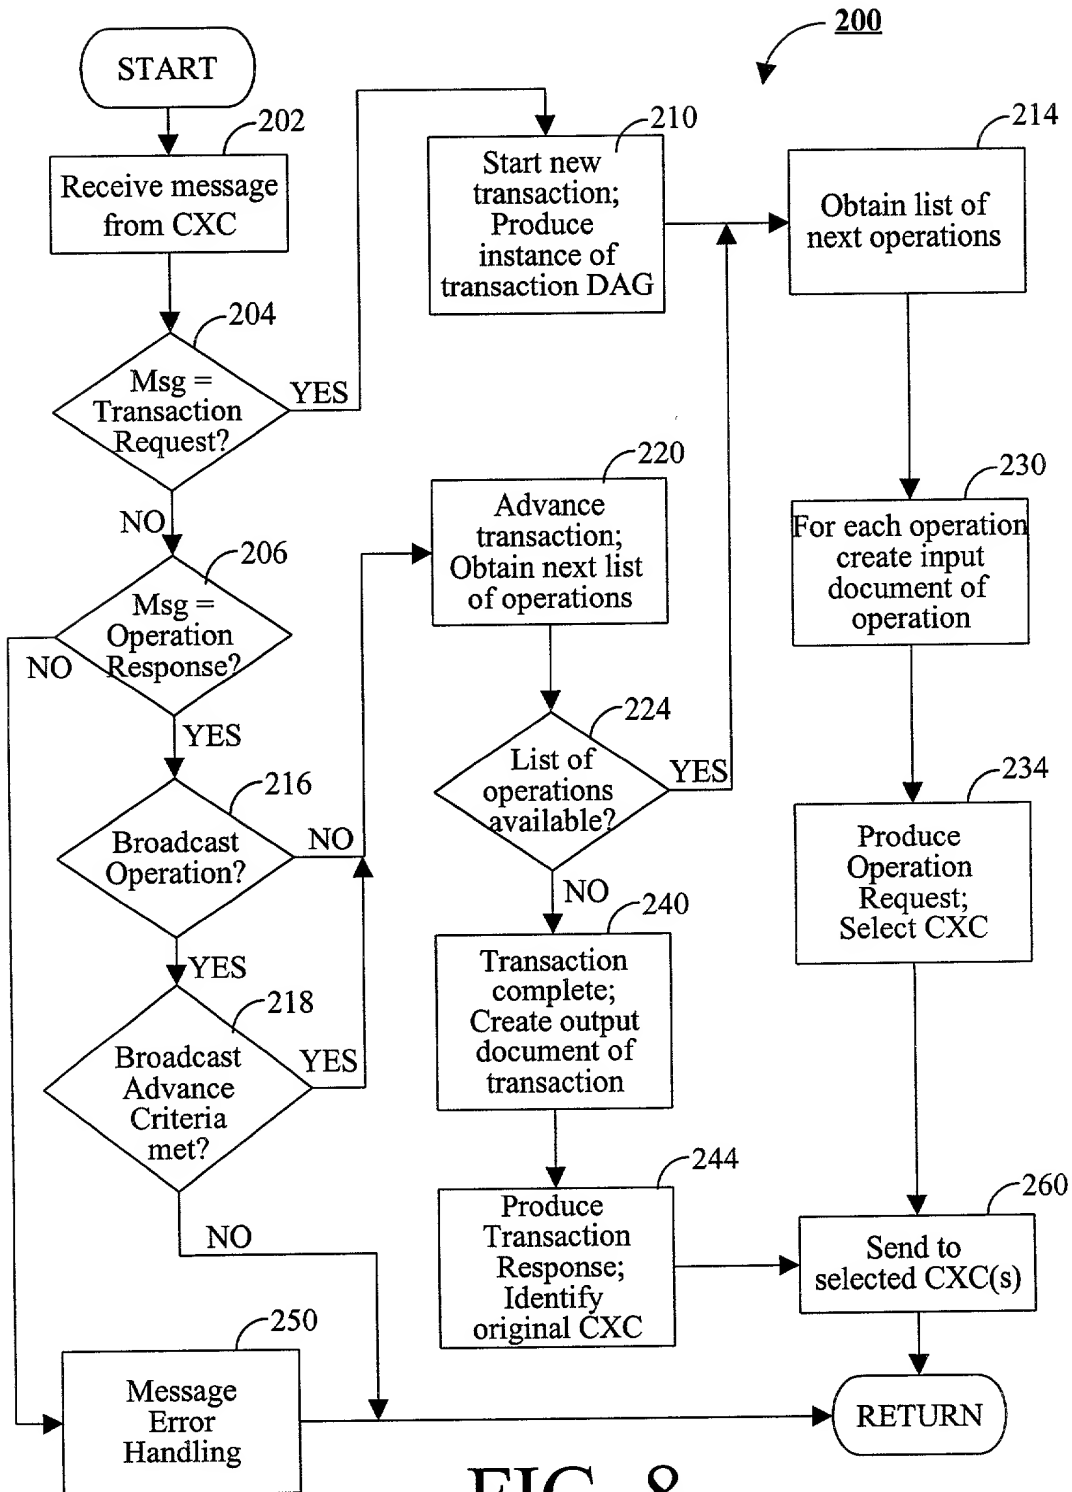 200
START
202
Receive message
from CXC
204
Msg =
Transaction
Request?
YES
NO
206
Msg =
Operation
Response?
NO
YES
216
Broadcast
Operation?
NO
YES
218
Broadcast
Advance
Criteria
met?
YES
NO
250
Message
Error
Handling
210
Start new
transaction;
Produce
instance of
transaction DAG
220
Advance
transaction;
Obtain next list
of operations
224
List of
operations
available?
YES
NO
240
Transaction
complete;
Create output
document of
transaction
244
Produce
Transaction
Response;
Identify
original CXC
214
Obtain list of
next operations
230
For each operation
create input
document of
operation
234
Produce
Operation
Request;
Select CXC
260
Send to
selected CXC(s)
RETURN
FIG. 8